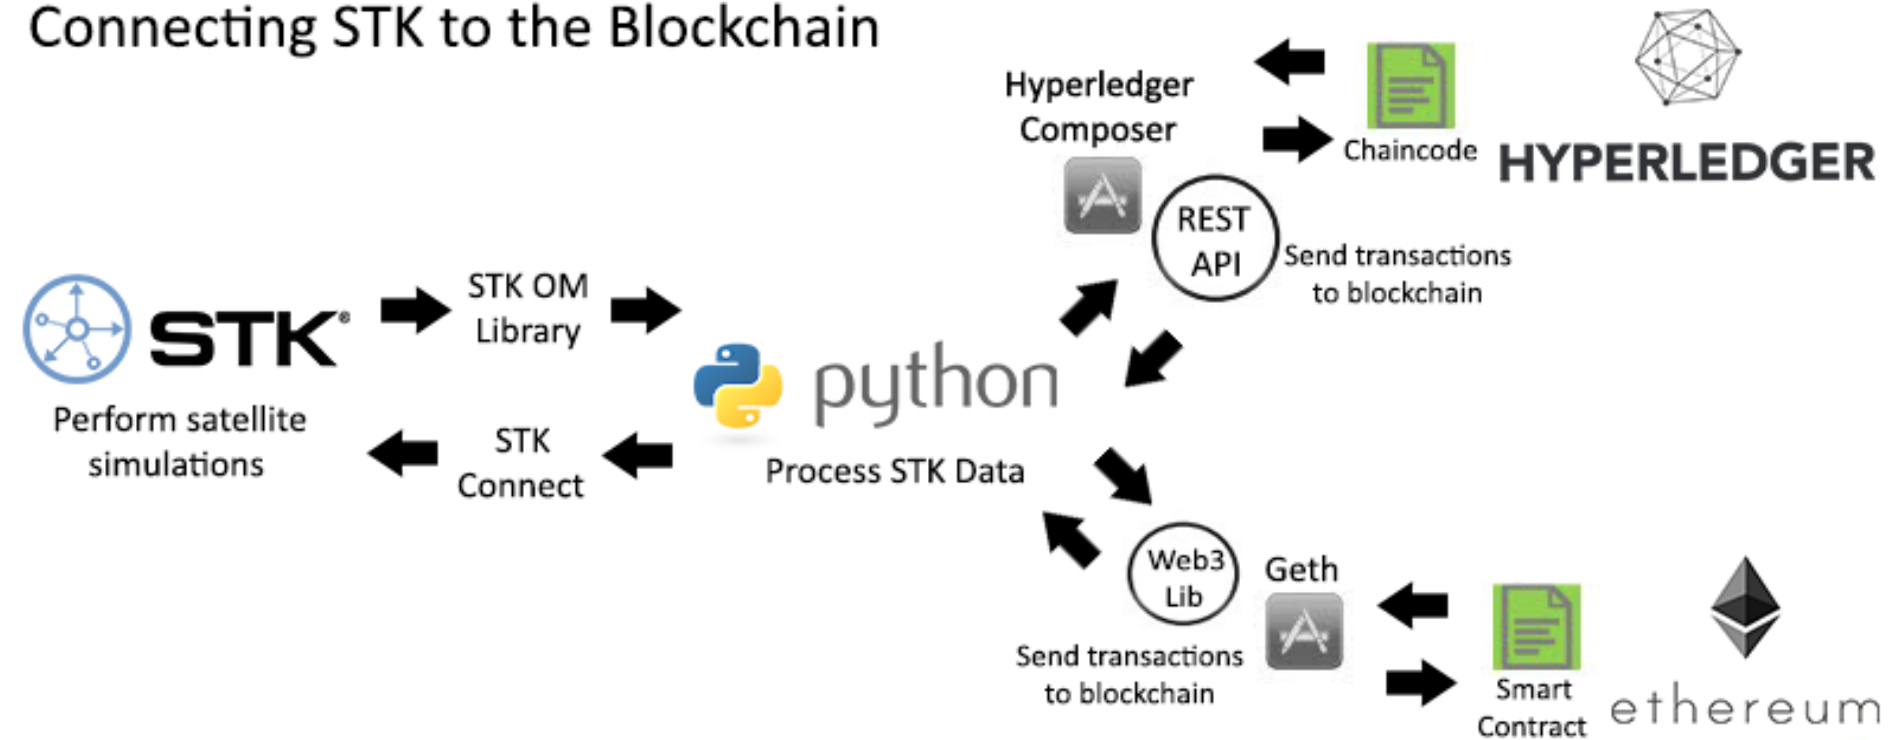 Connecting STK to the Blockchain
Hyperledger
Composer
Chaincode
HYPERLEDGER
REST
API
Send transactions
to blockchain
STK®
Perform satellite
simulations
STK OM
Library
STK
Connect
python
Process STK Data
Web3
Lib
Geth
Send transactions
to blockchain
Smart
Contract
ethereum